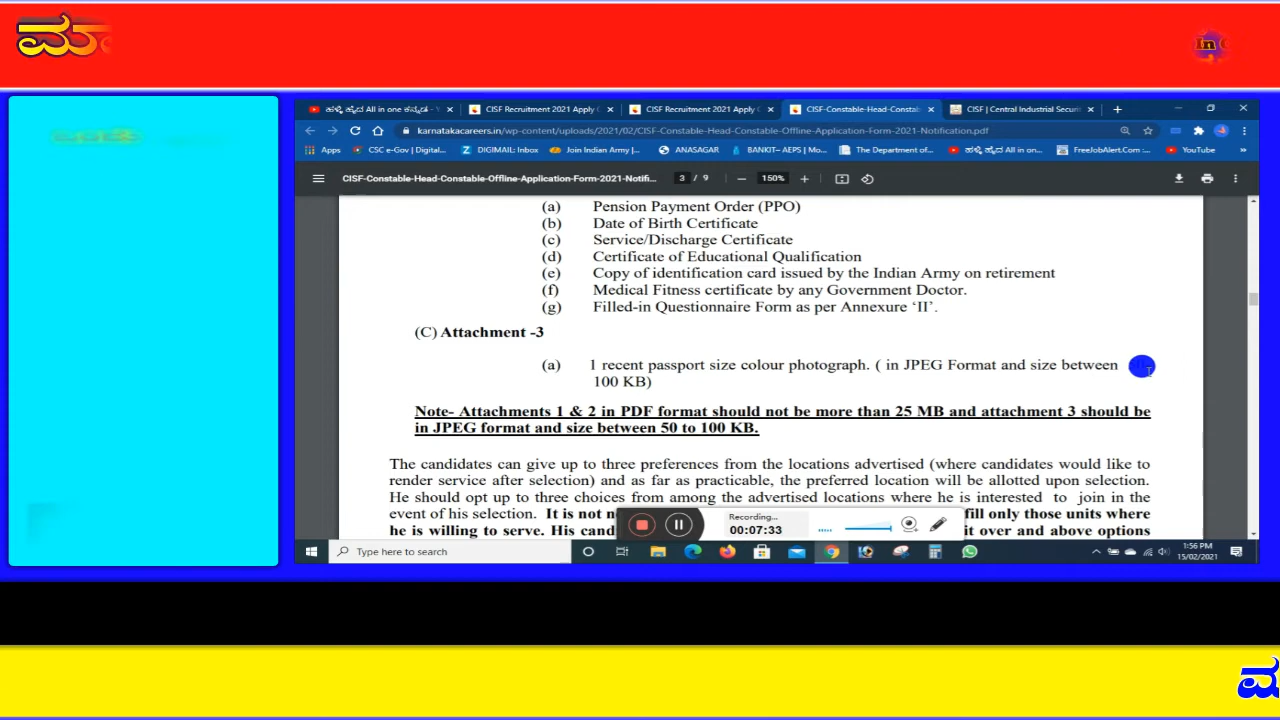 In
ಹಳ್ಳಿ ಹೈದ All in one ಕನ್ನಡ - Y
CISF Recruitment 2021 Apply O
CISF Recruitment 2021 Apply O
CISF-Constable-Head-Constab
CISF | Central Industrial Securit
karnatakacareers.in/wp-content/uploads/2021/02/CISF-Constable-Head-Constable-Offline-Application-Form-2021-Notification.pdf
Apps
CSC e-Gov | Digital...
DIGIMAIL: Inbox
Join Indian Army |...
ANASAGAR
BANKIT– AEPS | Mo...
The Department of...
ಹಳ್ಳಿ ಹೈದ All in on...
FreeJobAlert.Com :...
YouTube
CISF-Constable-Head-Constable-Offline-Application-Form-2021-Notifi...
3 / 9
150%
(a) Pension Payment Order (PPO)
(b) Date of Birth Certificate
(c) Service/Discharge Certificate
(d) Certificate of Educational Qualification
(e) Copy of identification card issued by the Indian Army on retirement
(f) Medical Fitness certificate by any Government Doctor.
(g) Filled-in Questionnaire Form as per Annexure ‘II’.
(C) Attachment -3
(a) 1 recent passport size colour photograph. ( in JPEG Format and size between
100 KB)
Note- Attachments 1 & 2 in PDF format should not be more than 25 MB and attachment 3 should be
in JPEG format and size between 50 to 100 KB.
The candidates can give up to three preferences from the locations advertised (where candidates would like to
render service after selection) and as far as practicable, the preferred location will be allotted upon selection.
He should opt up to three choices from among the advertised locations where he is interested to join in the
event of his selection. It is not fill only those units where
he is willing to serve. His it over and above options
Recording...
00:07:33
Type here to search
1:56 PM
15/02/2021